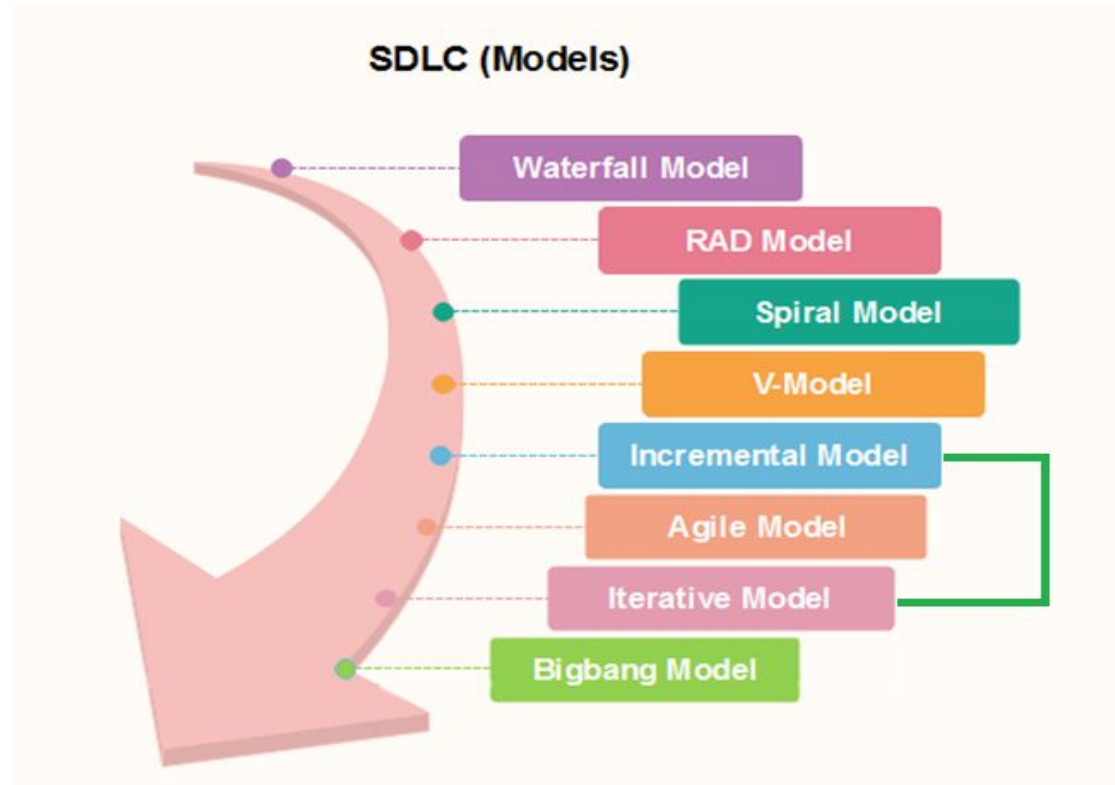 SDLC (Models)
Waterfall Model
RAD Model
Spiral Model
V-Model
Incremental Model
Agile Model
Iterative Model
Bigbang Model